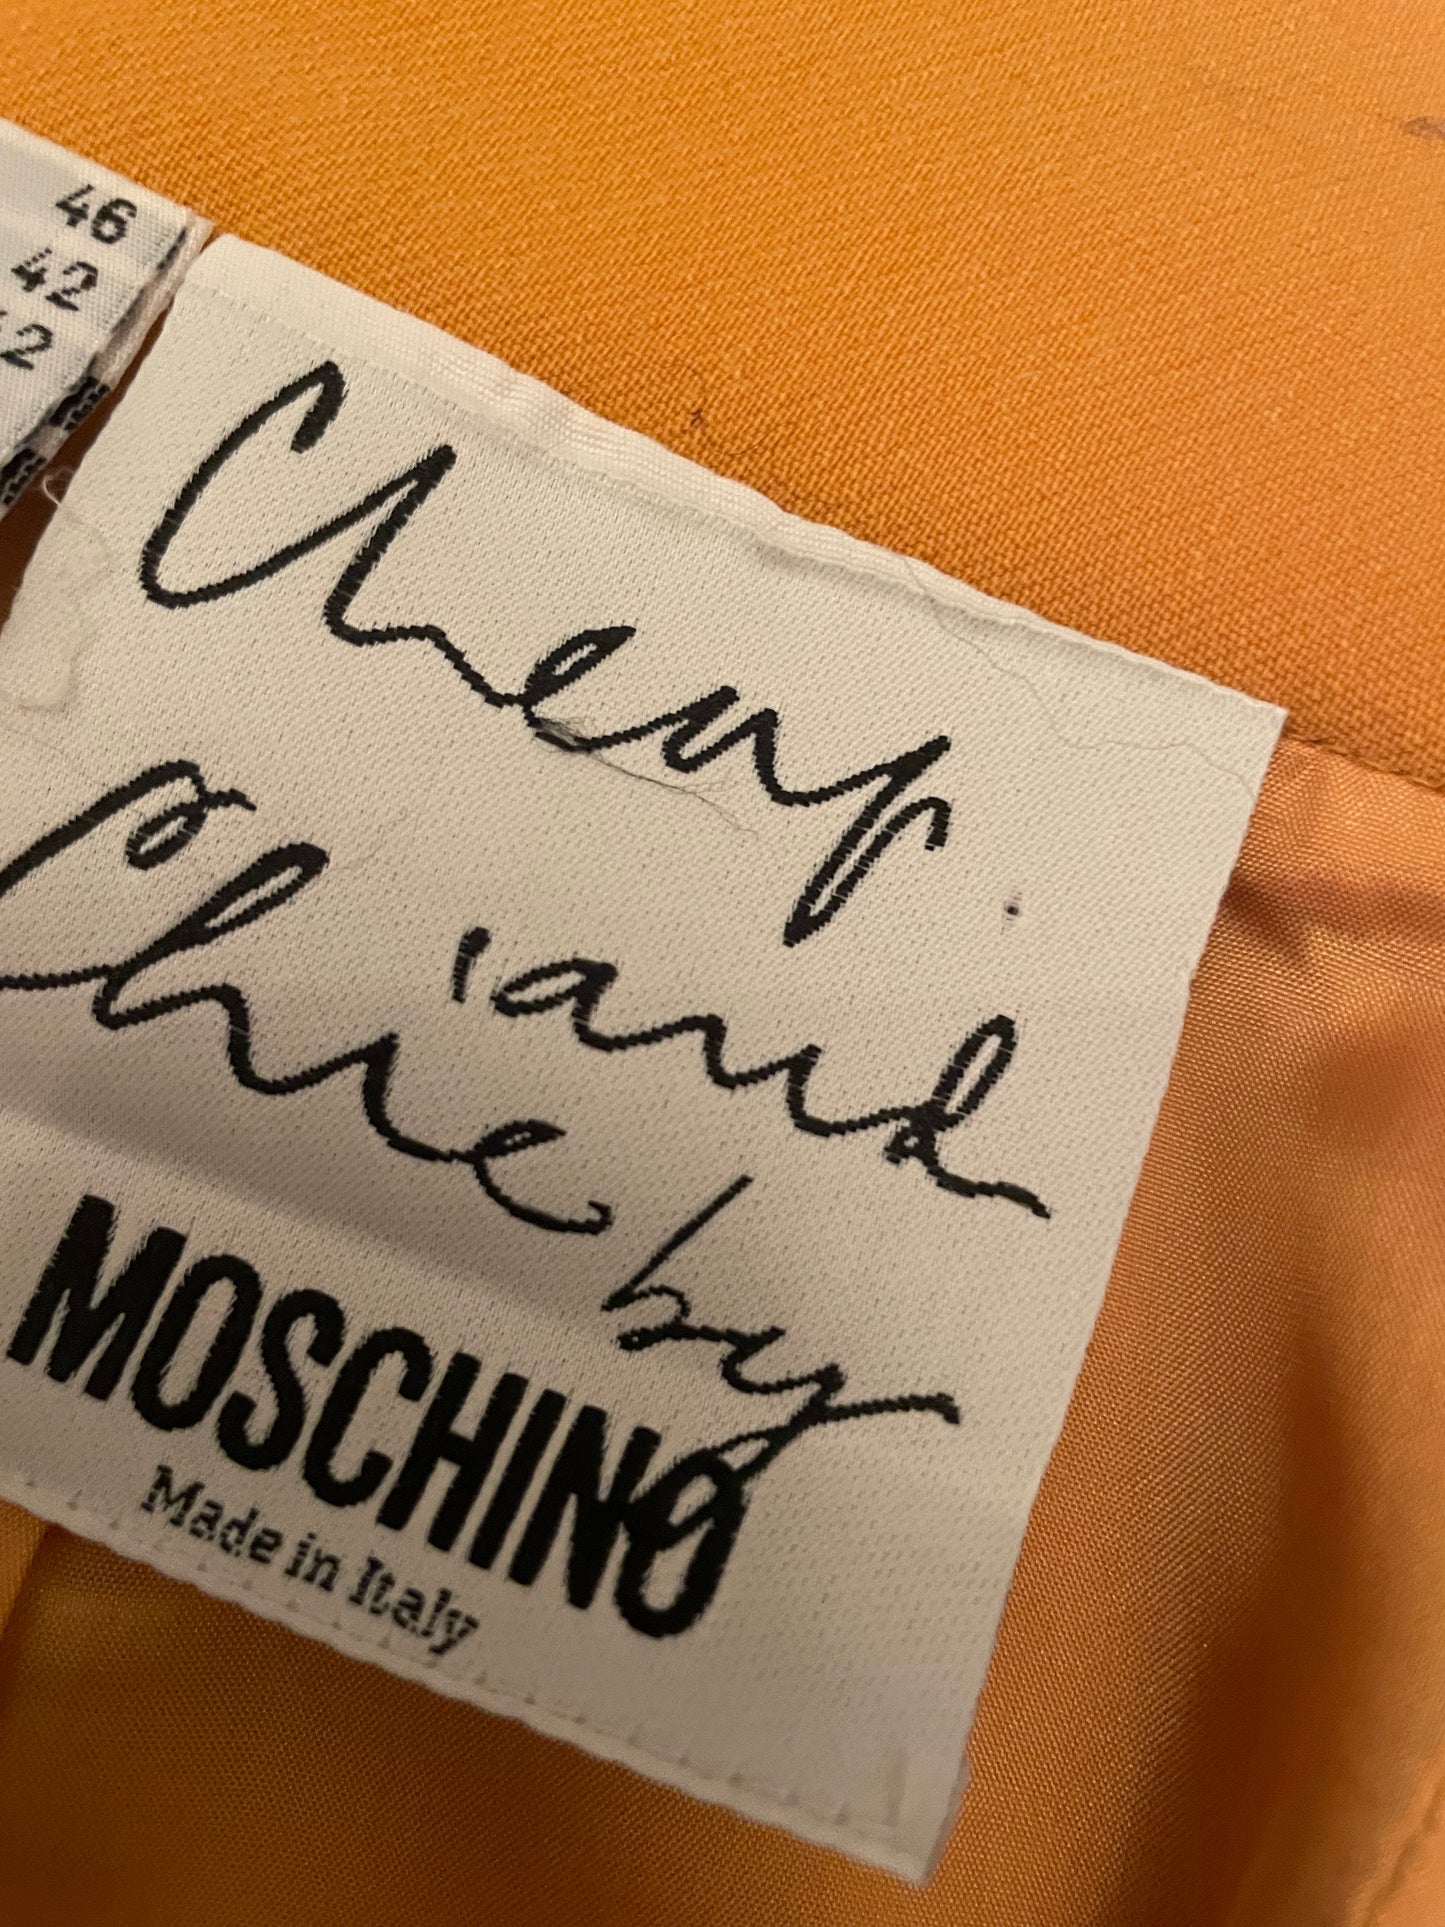 46
42
Cheap
and
Chic by
MOSCHINO
Made in Italy